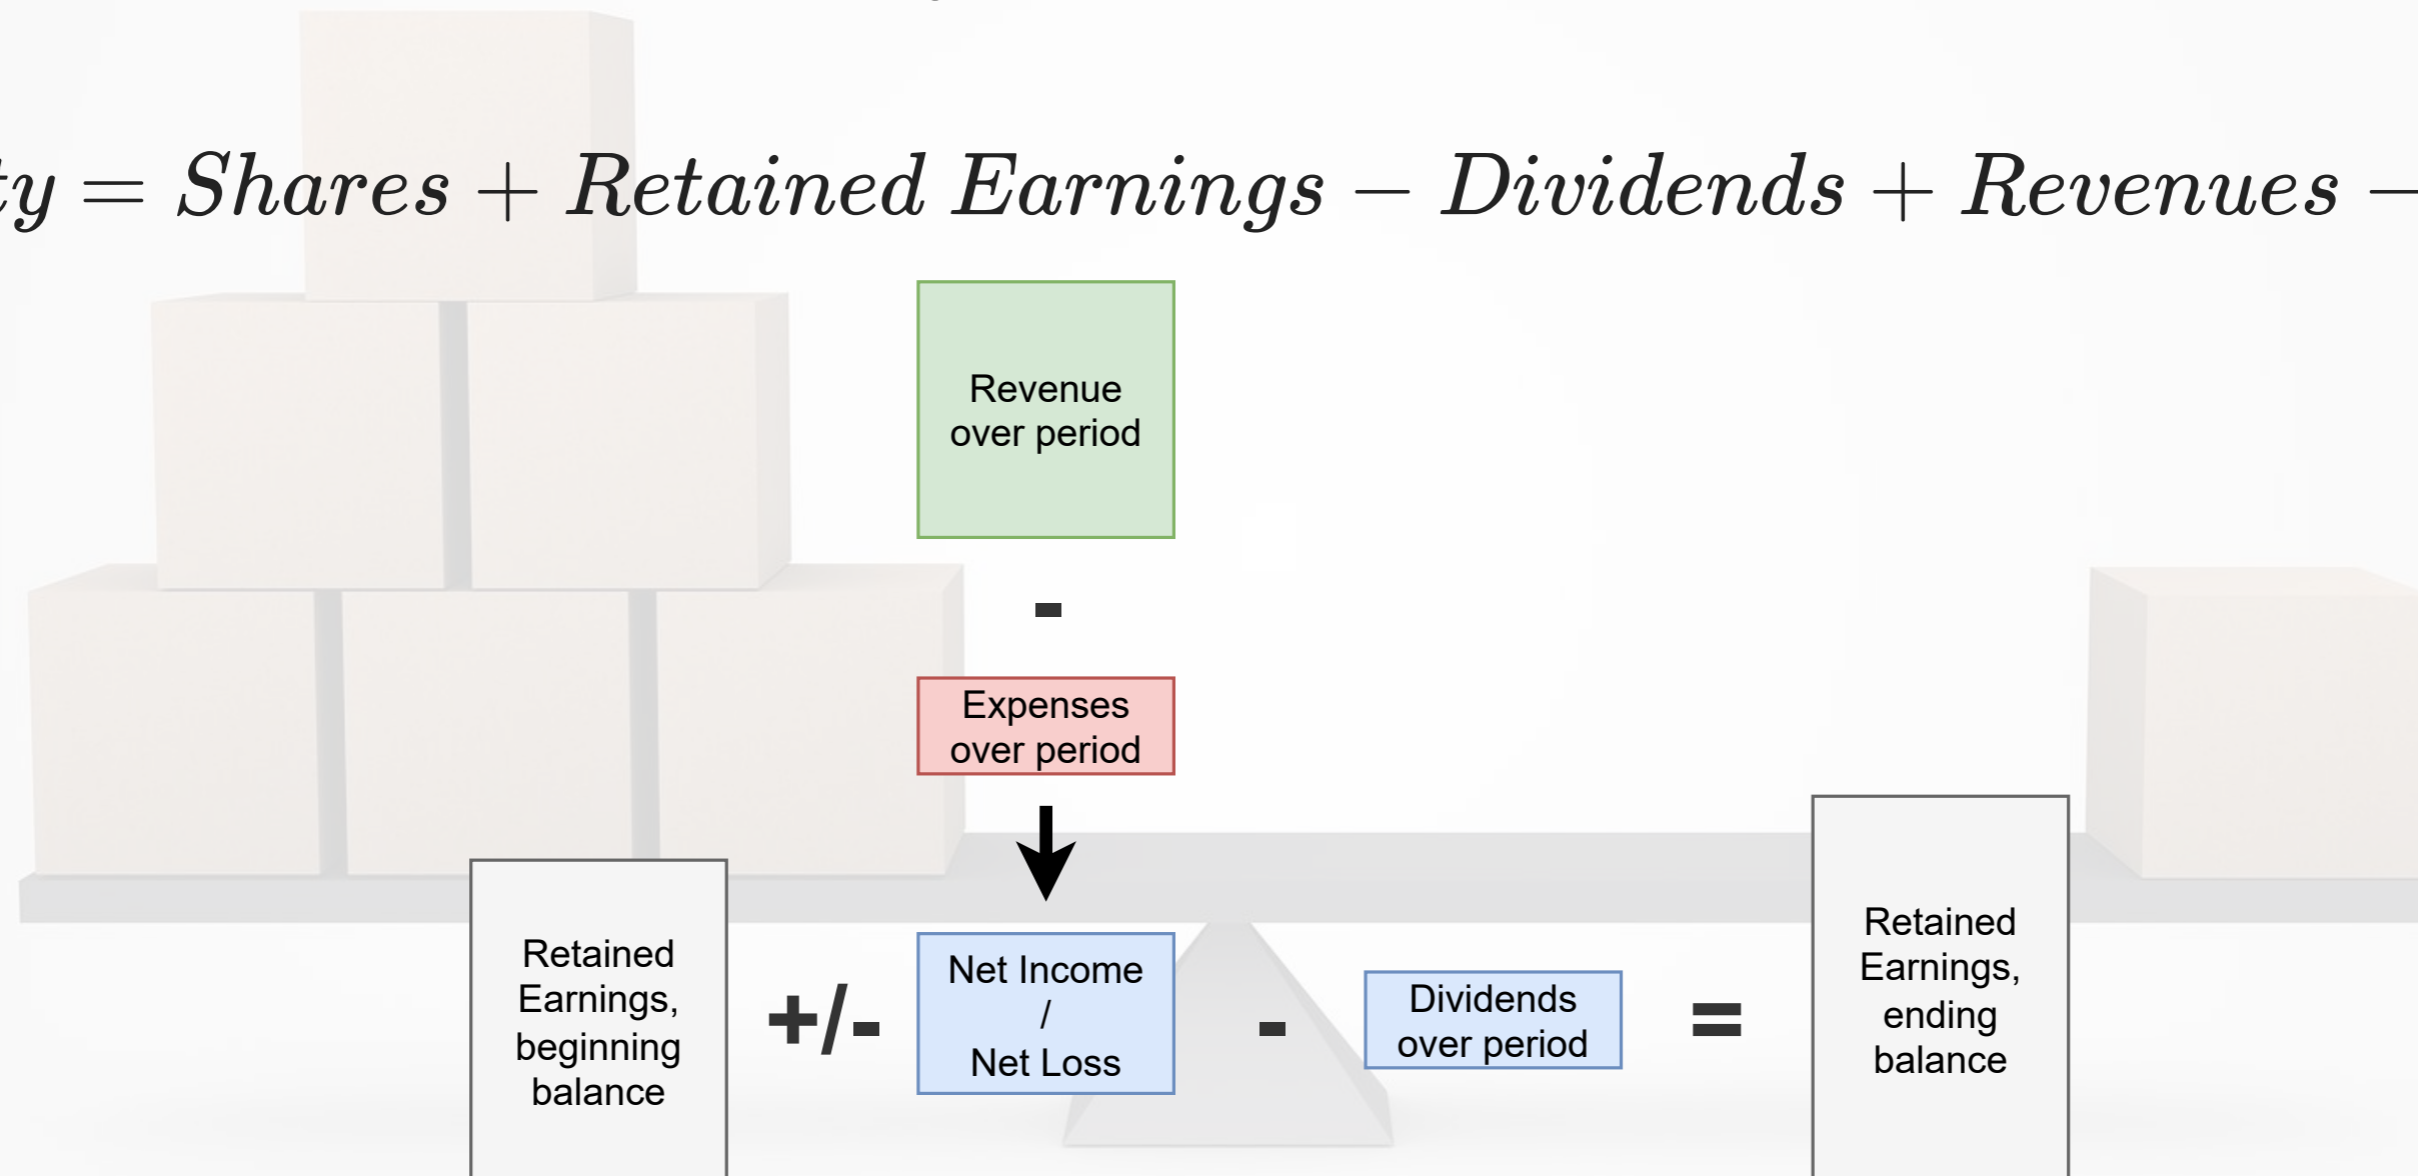 ty = Shares + Retained Earnings − Dividends + Revenues −
Revenue
over period
-
Expenses
over period
Retained
Earnings,
beginning
balance
+/-
Net Income
/
Net Loss
-
Dividends
over period
=
Retained
Earnings,
ending
balance